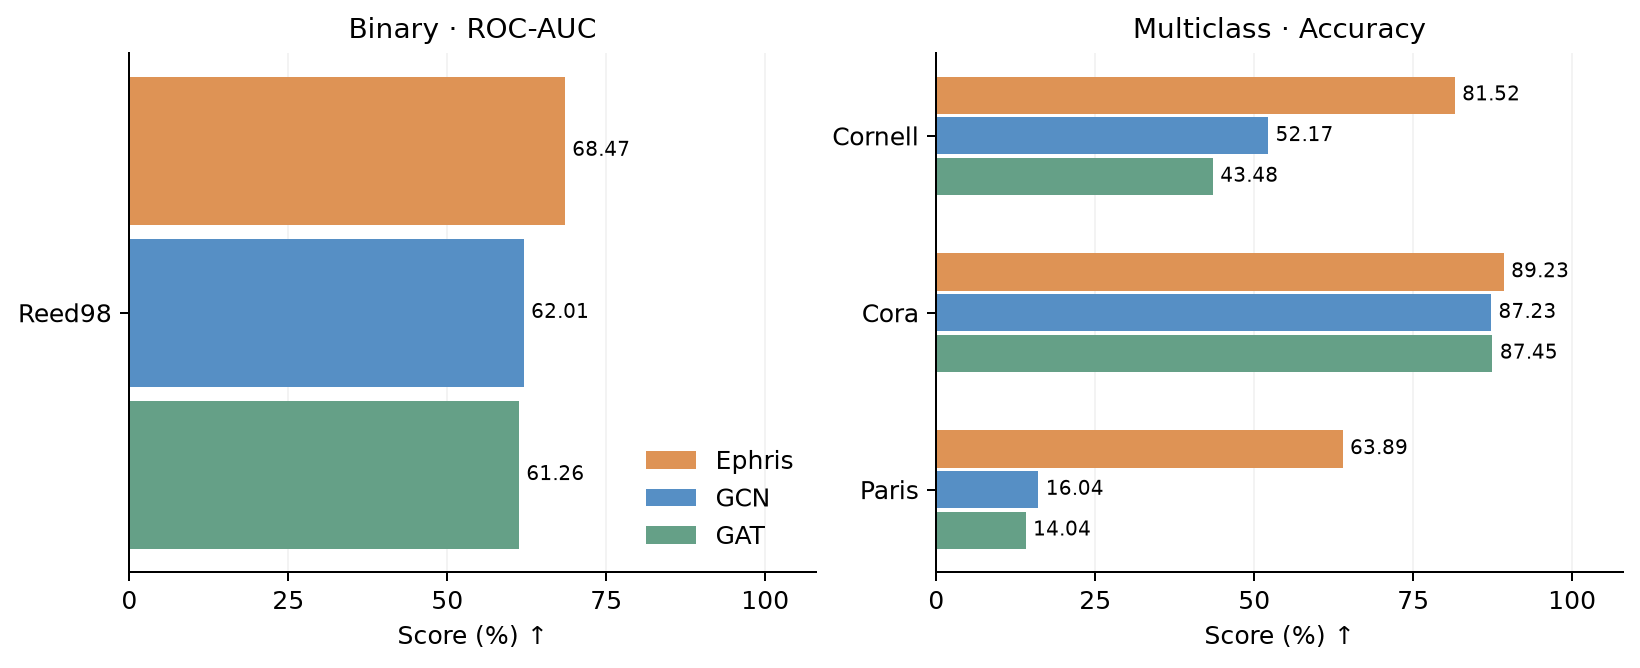 Binary · ROC-AUC
68.47
Reed98
62.01
61.26
Ephris
GCN
GAT
0 25 50 75 100
Score (%) ↑
Multiclass · Accuracy
Cornell
81.52
52.17
43.48
Cora
89.23
87.23
87.45
Paris
63.89
16.04
14.04
0 25 50 75 100
Score (%) ↑